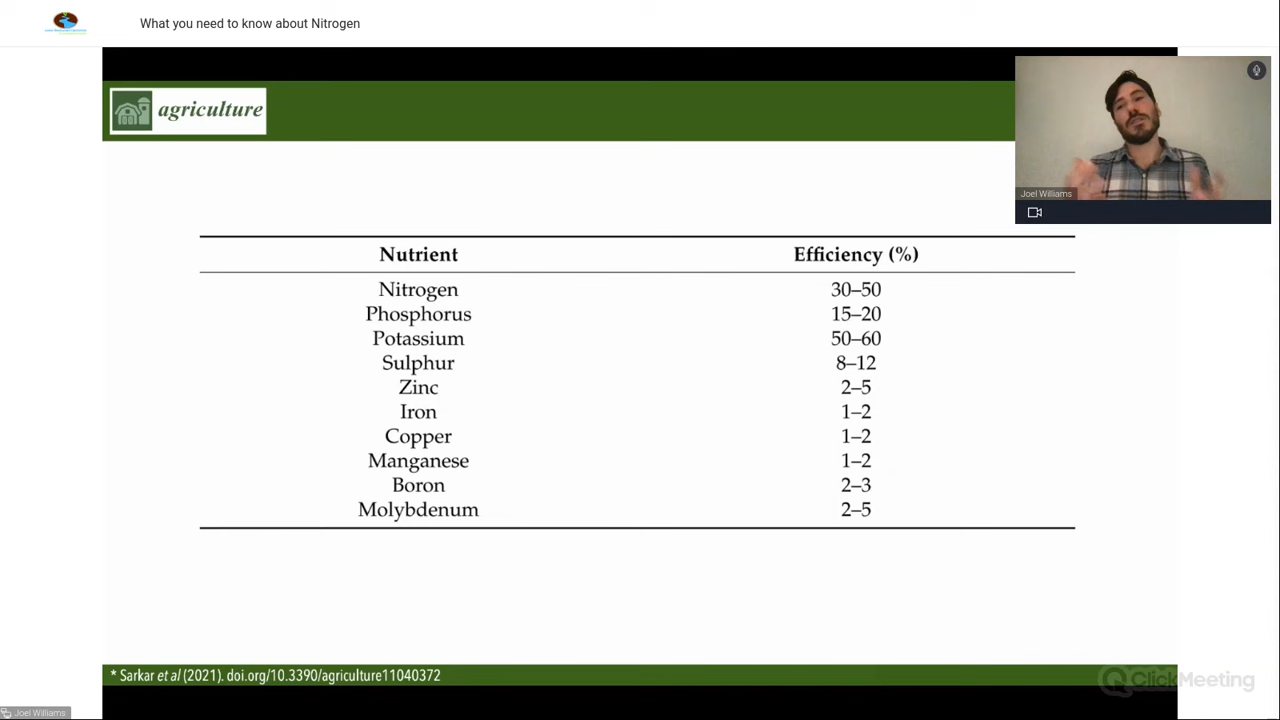 What you need to know about Nitrogen
agriculture
Joel Williams
Nutrient Efficiency (%)
Nitrogen 30–50
Phosphorus 15–20
Potassium 50–60
Sulphur 8–12
Zinc 2–5
Iron 1–2
Copper 1–2
Manganese 1–2
Boron 2–3
Molybdenum 2–5
* Sarkar et al (2021). doi.org/10.3390/agriculture11040372
ClickMeeting
Joel Williams